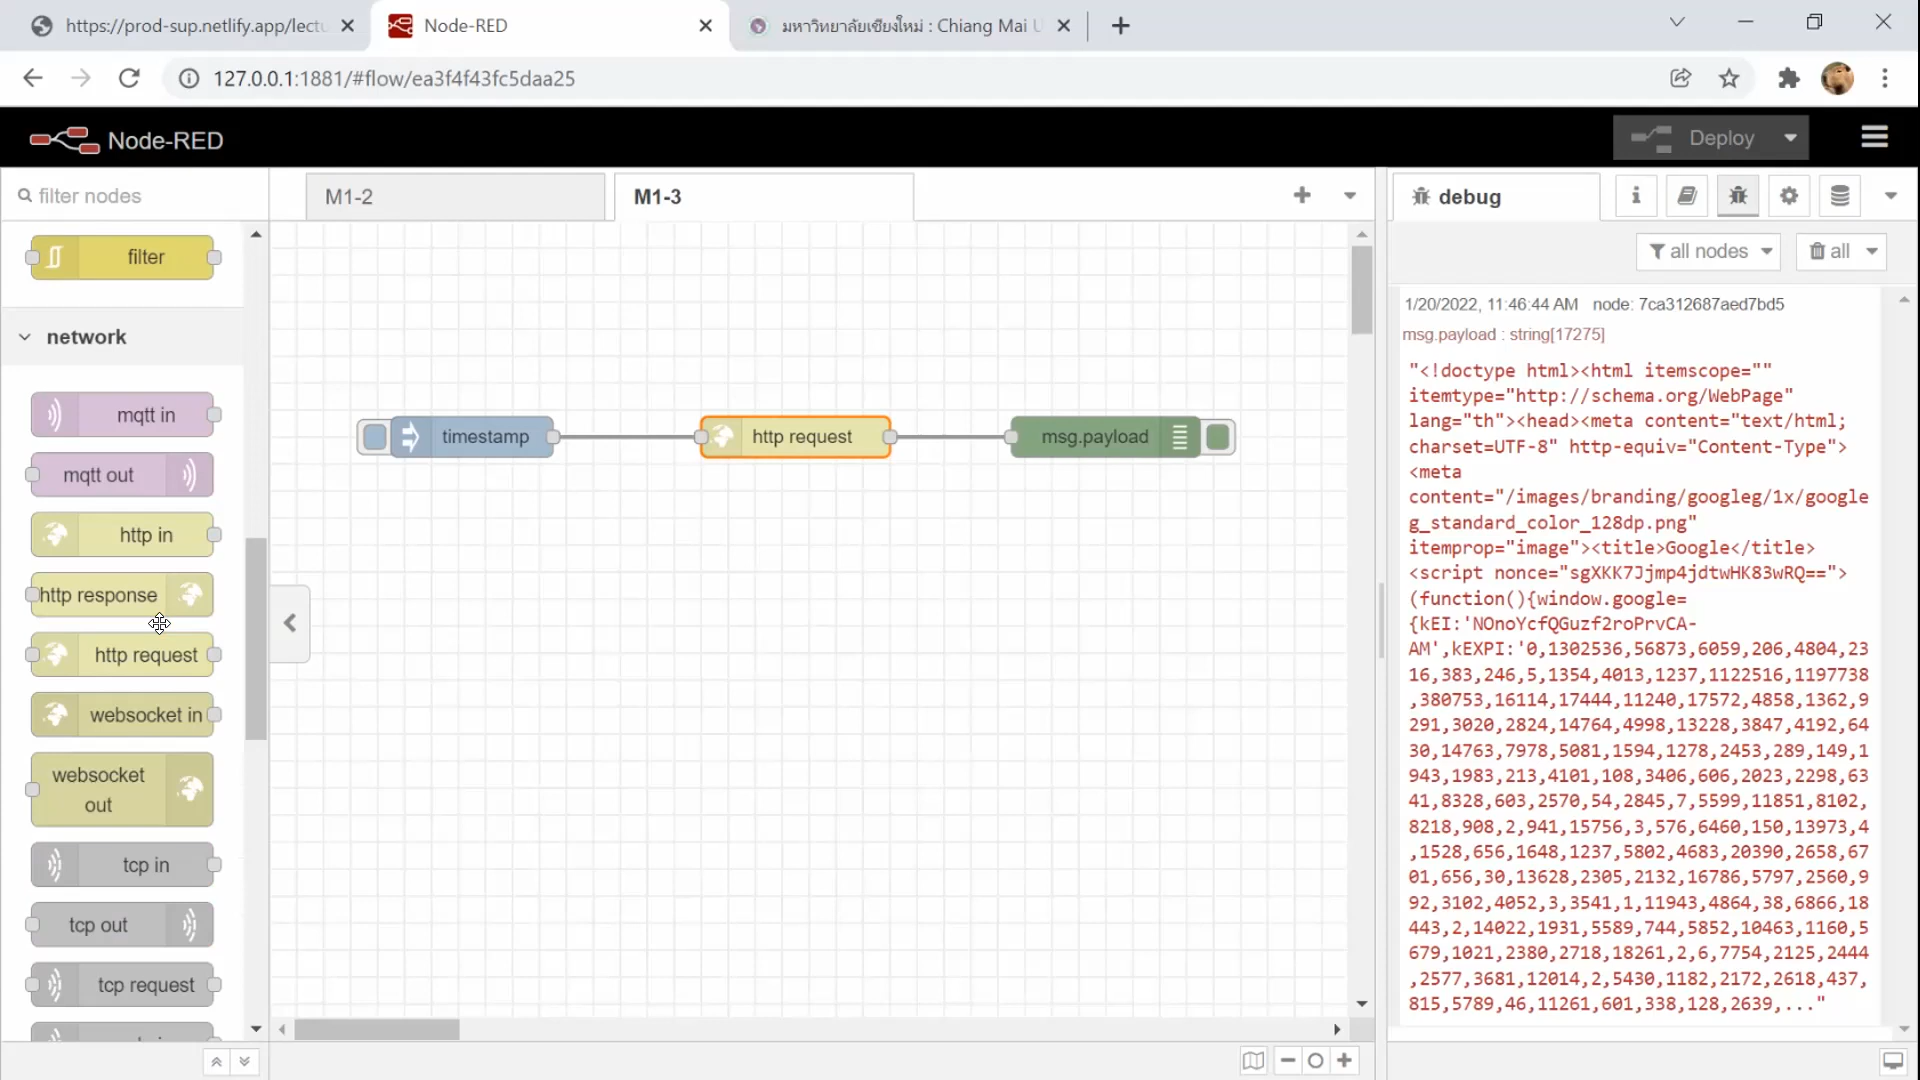 https://prod-sup.netlify.app/lectu
Node-RED
มหาวิทยาลัยเชียงใหม่ : Chiang Mai U
127.0.0.1:1881/#flow/ea3f4f43fc5daa25
Node-RED
Deploy
filter nodes
M1-2
M1-3
debug
all nodes
all
filter
network
mqtt in
mqtt out
http in
http response
http request
websocket in
websocket
out
tcp in
tcp out
tcp request
timestamp
http request
msg.payload
1/20/2022, 11:46:44 AM node: 7ca312687aed7bd5
msg.payload : string[17275]
"<!doctype html><html itemscope=""
itemtype="http://schema.org/WebPage"
lang="th"><head><meta content="text/html;
charset=UTF-8" http-equiv="Content-Type">
<meta
content="/images/branding/googleg/1x/google
g_standard_color_128dp.png"
itemprop="image"><title>Google</title>
<script nonce="sgXKK7Jjmp4jdtwHK83wRQ==">
(function(){window.google=
{kEI:'NOnoYcfQGuzf2roPrvCA-
AM',kEXPI:'0,1302536,56873,6059,206,4804,23
16,383,246,5,1354,4013,1237,1122516,1197738
,380753,16114,17444,11240,17572,4858,1362,9
291,3020,2824,14764,4998,13228,3847,4192,64
30,14763,7978,5081,1594,1278,2453,289,149,1
943,1983,213,4101,108,3406,606,2023,2298,63
41,8328,603,2570,54,2845,7,5599,11851,8102,
8218,908,2,941,15756,3,576,6460,150,13973,4
,1528,656,1648,1237,5802,4683,20390,2658,67
01,656,30,13628,2305,2132,16786,5797,2560,9
92,3102,4052,3,3541,1,11943,4864,38,6866,18
443,2,14022,1931,5589,744,5852,10463,1160,5
679,1021,2380,2718,18261,2,6,7754,2125,2444
,2577,3681,12014,2,5430,1182,2172,2618,437,
815,5789,46,11261,601,338,128,2639,..."